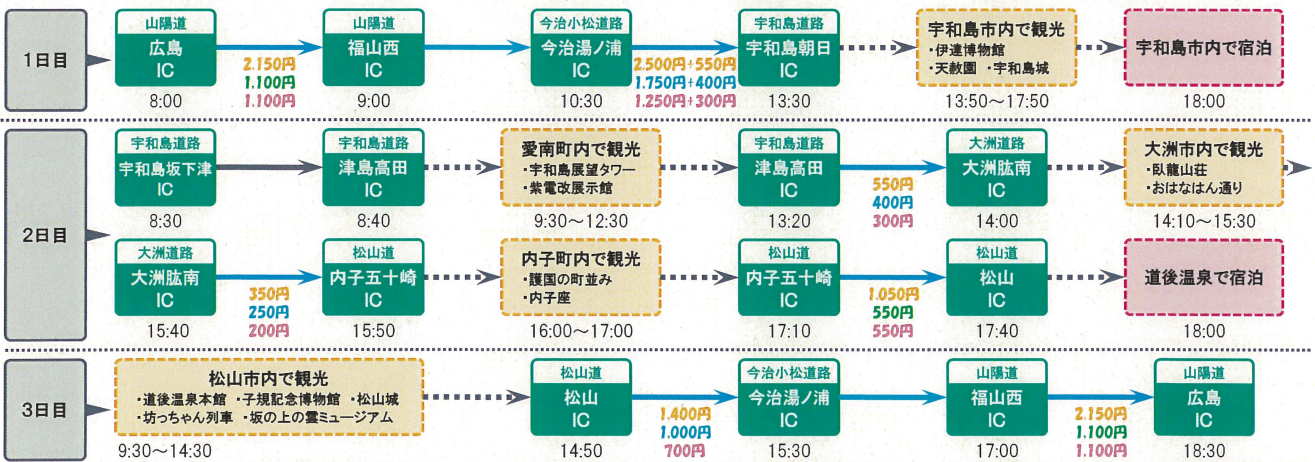 1日目
山陽道
広島
IC
8:00
2.150円
1.100円
1.100円
山陽道
福山西
IC
9:00
今治小松道路
今治湯ノ浦
IC
10:30
2.500円+550円
1.750円+400円
1.250円+300円
宇和島道路
宇和島朝日
IC
13:30
宇和島市内で観光
・伊達博物館
・天赦園 ・宇和島城
13:50～17:50
宇和島市内で宿泊
18:00
2日目
宇和島道路
宇和島坂下津
IC
8:30
宇和島道路
津島高田
IC
8:40
愛南町内で観光
・宇和島展望タワー
・紫電改展示館
9:30～12:30
宇和島道路
津島高田
IC
13:20
550円
400円
300円
大洲道路
大洲肱南
IC
14:00
大洲市内で観光
・臥龍山荘
・おはなはん通り
14:10～15:30
大洲道路
大洲肱南
IC
15:40
350円
250円
200円
松山道
内子五十崎
IC
15:50
内子町内で観光
・護国の町並み
・内子座
16:00～17:00
松山道
内子五十崎
IC
17:10
1.050円
550円
550円
松山道
松山
IC
17:40
道後温泉で宿泊
18:00
3日目
松山市内で観光
・道後温泉本館 ・子規記念博物館 ・松山城
・坊っちゃん列車 ・坂の上の雲ミュージアム
9:30～14:30
松山道
松山
IC
14:50
1.400円
1.000円
700円
今治小松道路
今治湯ノ浦
IC
15:30
山陽道
福山西
IC
17:00
2.150円
1.100円
1.100円
山陽道
広島
IC
18:30